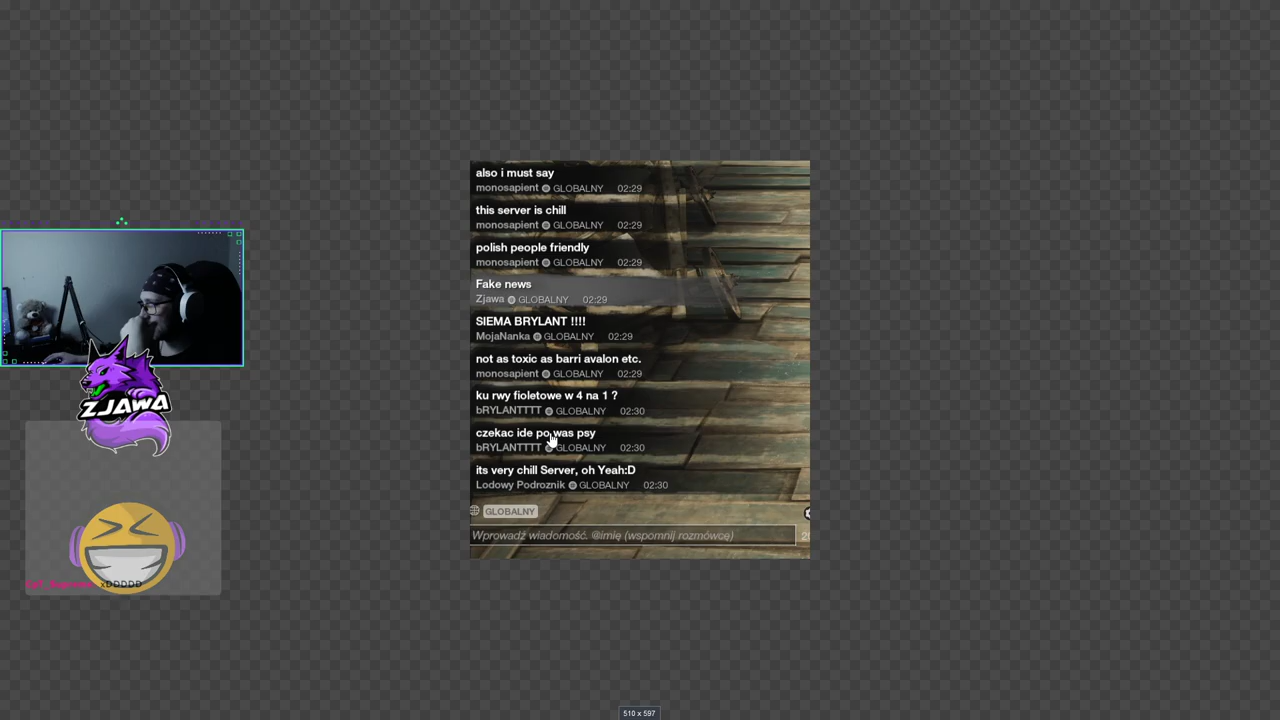 also i must say
monosapient GLOBALNY 02:29
this server is chill
monosapient GLOBALNY 02:29
polish people friendly
monosapient GLOBALNY 02:29
Fake news
Zjawa GLOBALNY 02:29
SIEMA BRYLANT !!!!
MojaNanka GLOBALNY 02:29
not as toxic as barri avalon etc.
monosapient GLOBALNY 02:29
ku rwy fioletowe w 4 na 1 ?
bRYLANTTTT GLOBALNY 02:30
czekac ide po was psy
bRYLANTTTT GLOBALNY 02:30
its very chill Server, oh Yeah:D
Lodowy Podroznik GLOBALNY 02:30
GLOBALNY
Wprowadź wiadomość. @imię (wspomnij rozmówcę)
ZJAWA
xDDDDD
510 x 597